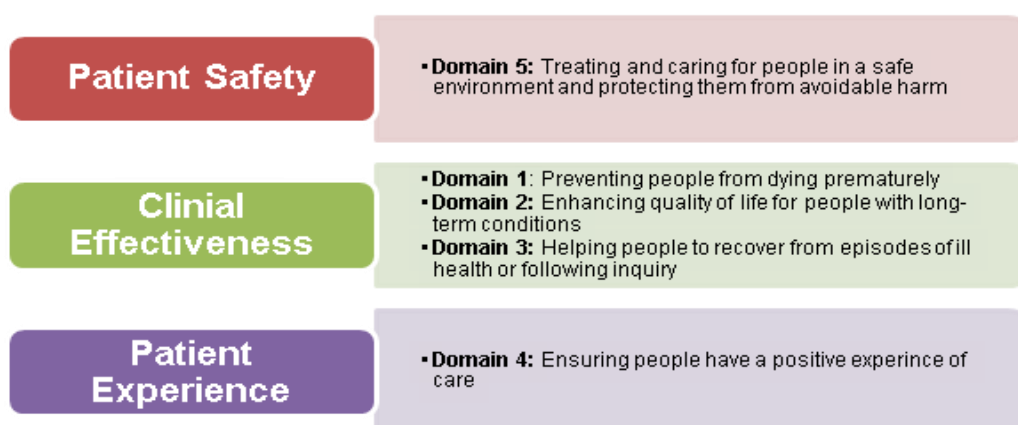 Patient Safety
▪ Domain 5: Treating and caring for people in a safe
environment and protecting them from avoidable harm
Clinial
Effectiveness
▪ Domain 1: Preventing people from dying prematurely
▪ Domain 2: Enhancing quality of life for people with long-
term conditions
▪ Domain 3: Helping people to recover from episodes of ill
health or following inquiry
Patient
Experience
▪ Domain 4: Ensuring people have a positive experince of
care